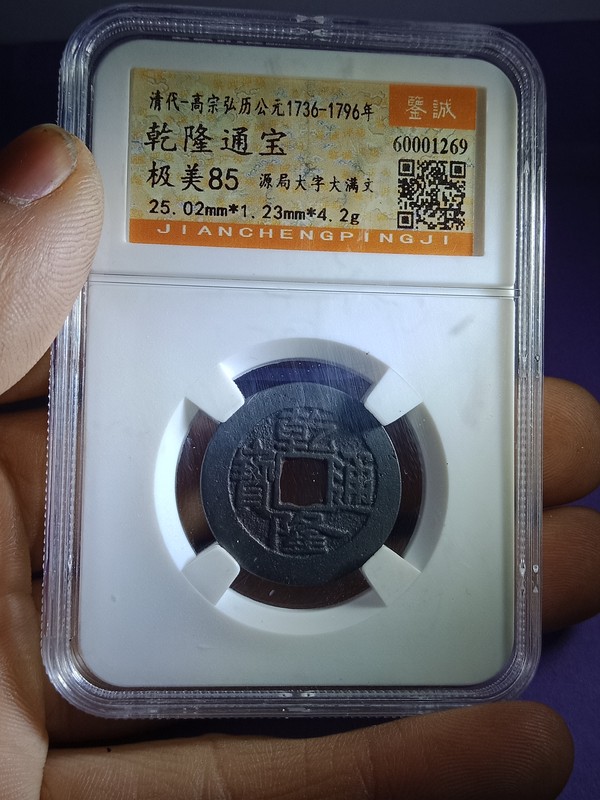 清代-高宗弘历公元1736-1796年
鑒誠
乾隆通宝
60001269
极美85 源局大字大满文
25.02mm*1.23mm*4.2g
JIANCHENGPINGJI
乾隆通寶